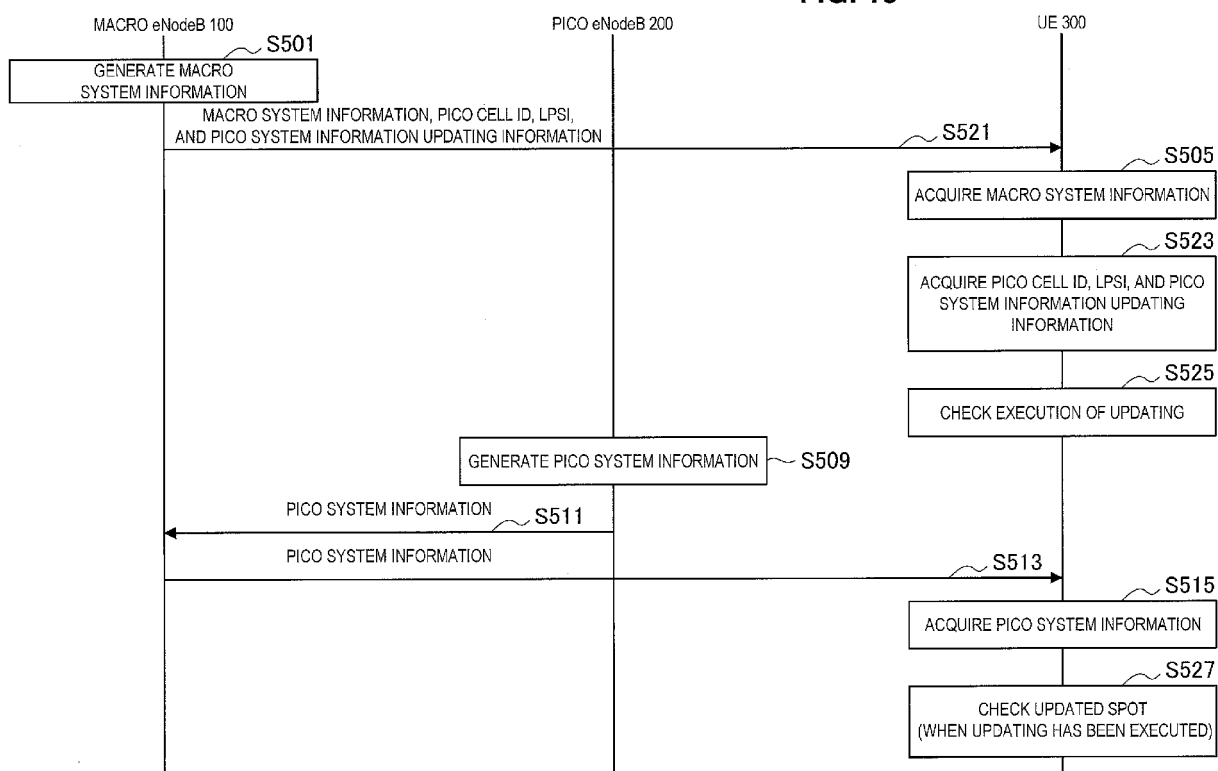 MACRO eNodeB 100
PICO eNodeB 200
UE 300
S501
GENERATE MACRO
SYSTEM INFORMATION
MACRO SYSTEM INFORMATION, PICO CELL ID, LPSI,
AND PICO SYSTEM INFORMATION UPDATING INFORMATION
S521
S505
ACQUIRE MACRO SYSTEM INFORMATION
S523
ACQUIRE PICO CELL ID, LPSI, AND PICO
SYSTEM INFORMATION UPDATING
INFORMATION
S525
CHECK EXECUTION OF UPDATING
GENERATE PICO SYSTEM INFORMATION
S509
PICO SYSTEM INFORMATION
S511
PICO SYSTEM INFORMATION
S513
S515
ACQUIRE PICO SYSTEM INFORMATION
S527
CHECK UPDATED SPOT
(WHEN UPDATING HAS BEEN EXECUTED)